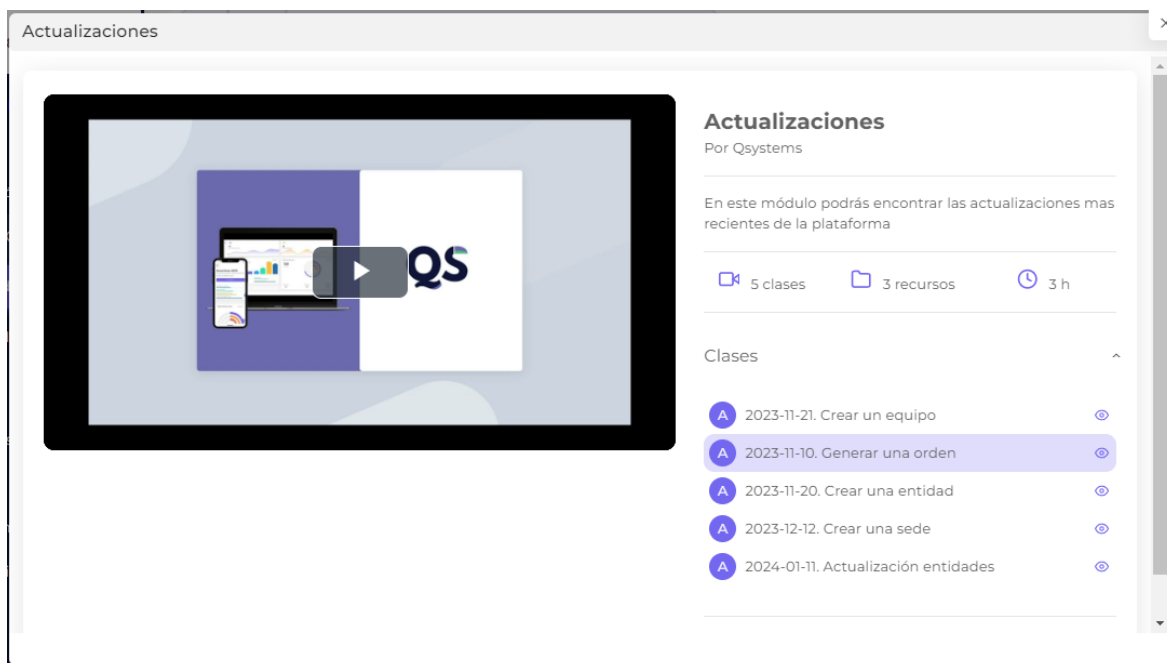 Actualizaciones
QS
Actualizaciones
Por Qsystems
En este módulo podrás encontrar las actualizaciones mas
recientes de la plataforma
5 clases
3 recursos
3 h
Clases
A 2023-11-21. Crear un equipo
A 2023-11-10. Generar una orden
A 2023-11-20. Crear una entidad
A 2023-12-12. Crear una sede
A 2024-01-11. Actualización entidades